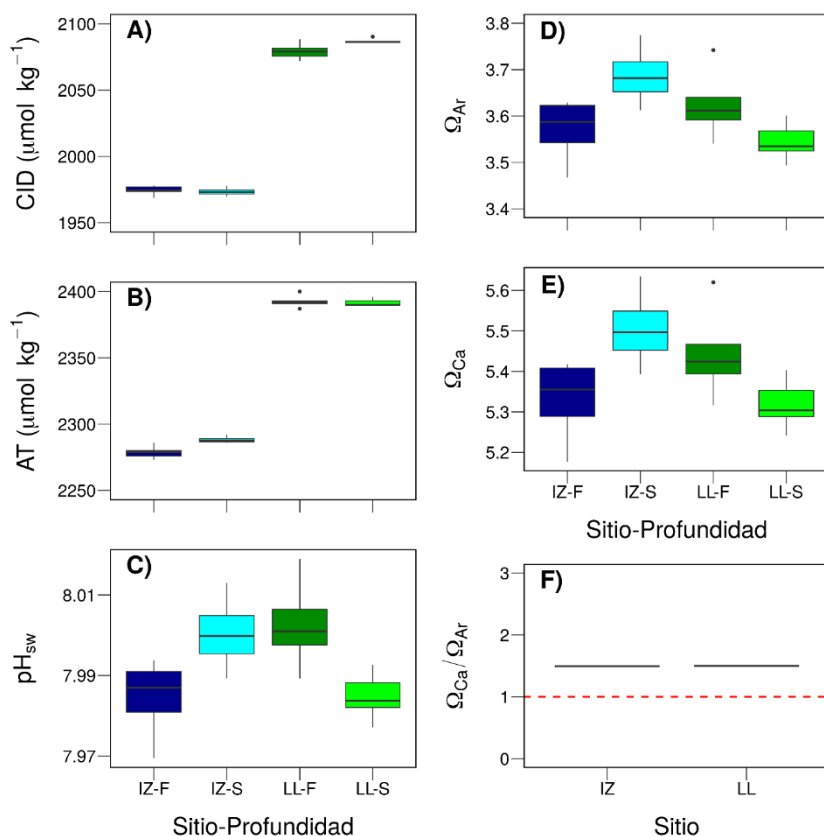 A)
CID (μmol kg⁻¹)
2100
2050
2000
1950
B)
AT (μmol kg⁻¹)
2400
2350
2300
2250
C)
pHsw
8.01
7.99
7.97
IZ-F IZ-S LL-F LL-S
Sitio-Profundidad
D)
ΩAr
3.7
3.6
3.5
3.4
E)
ΩCa
5.6
5.5
5.4
5.3
5.2
IZ-F IZ-S LL-F LL-S
Sitio-Profundidad
F)
ΩCa/ΩAr
3
2
1
0
IZ LL
Sitio